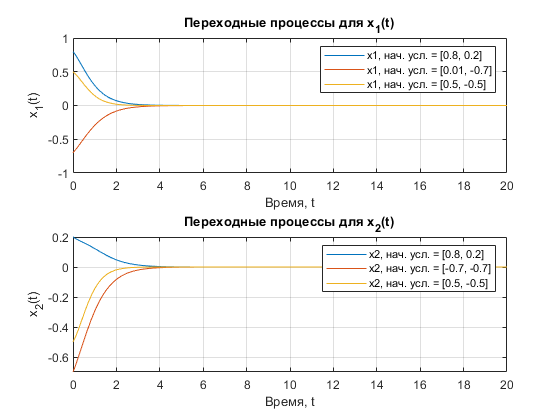 Переходные процессы для x1(t)
1
0.5
0
-0.5
-1
x1(t)
x1, нач. усл. = [0.8, 0.2]
x1, нач. усл. = [0.01, -0.7]
x1, нач. усл. = [0.5, -0.5]
0 2 4 6 8 10 12 14 16 18 20
Время, t
Переходные процессы для x2(t)
0.2
0
-0.2
-0.4
-0.6
x2(t)
x2, нач. усл. = [0.8, 0.2]
x2, нач. усл. = [-0.7, -0.7]
x2, нач. усл. = [0.5, -0.5]
0 2 4 6 8 10 12 14 16 18 20
Время, t